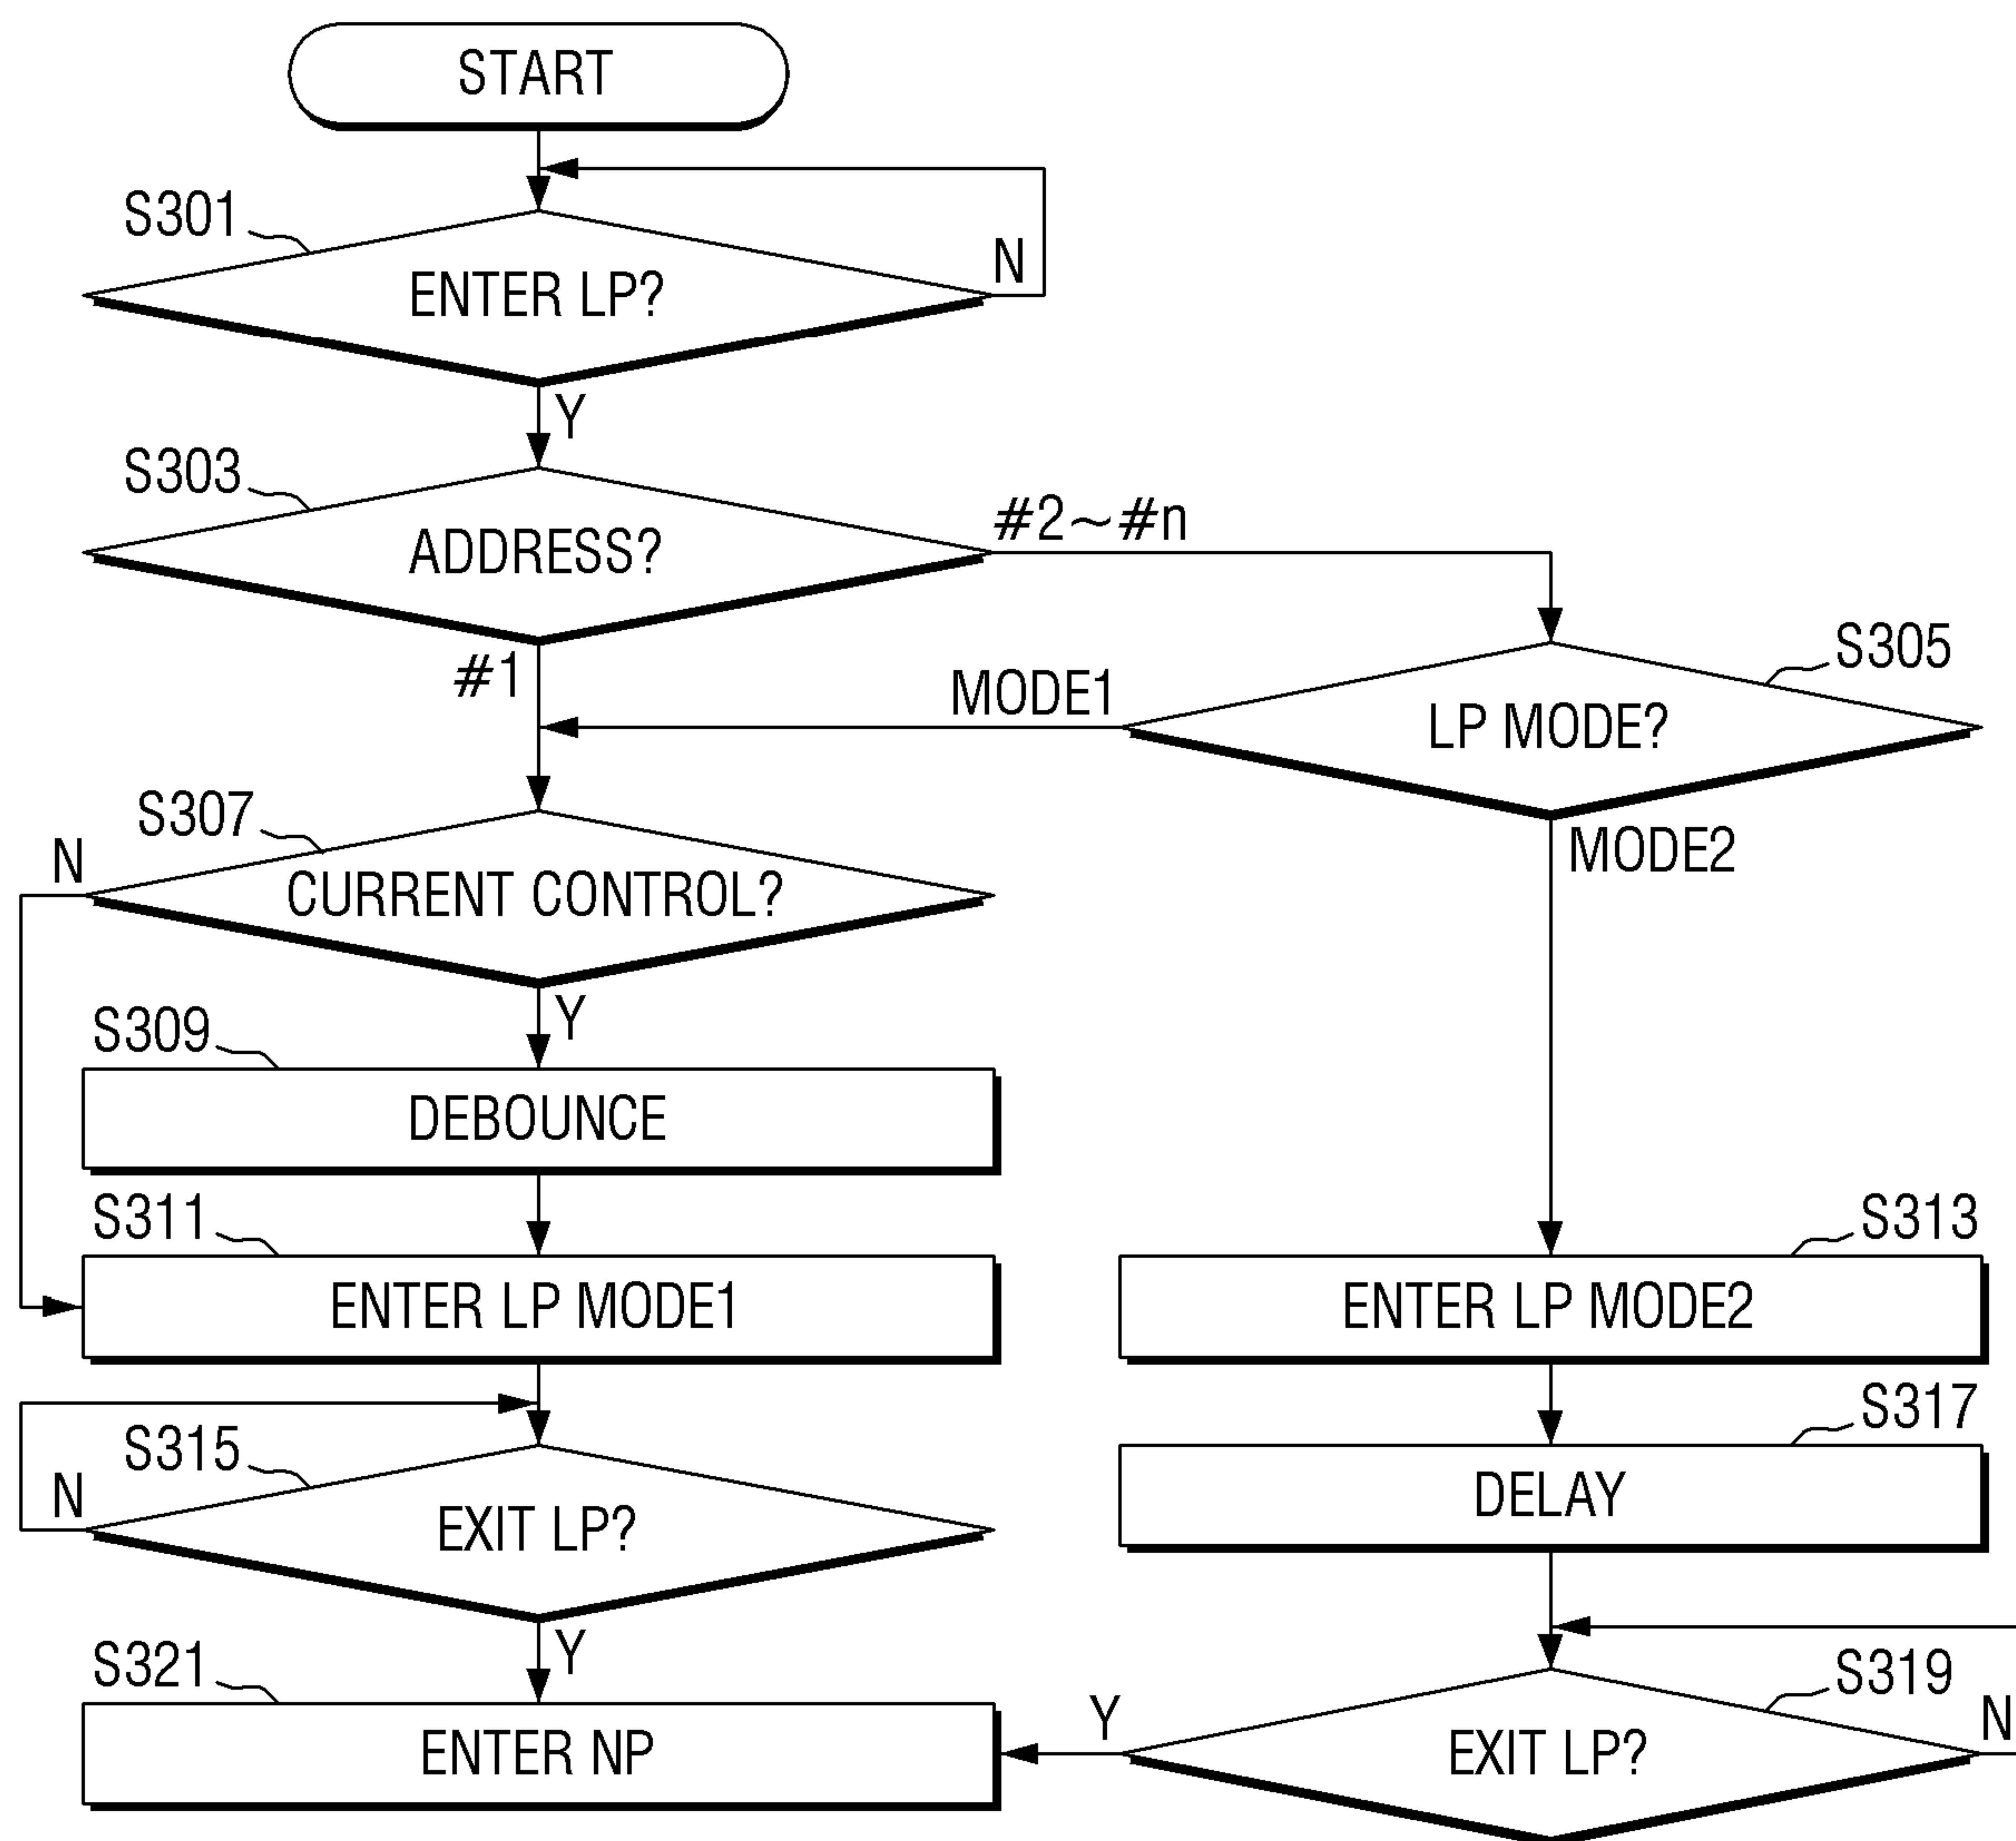 START
S301
ENTER LP?
N
Y
S303
ADDRESS?
#2~#n
#1
MODE1
S305
LP MODE?
MODE2
S307
N
CURRENT CONTROL?
Y
S309
DEBOUNCE
S311
ENTER LP MODE1
S313
ENTER LP MODE2
S315
N
EXIT LP?
Y
S317
DELAY
S319
Y
EXIT LP?
N
S321
ENTER NP